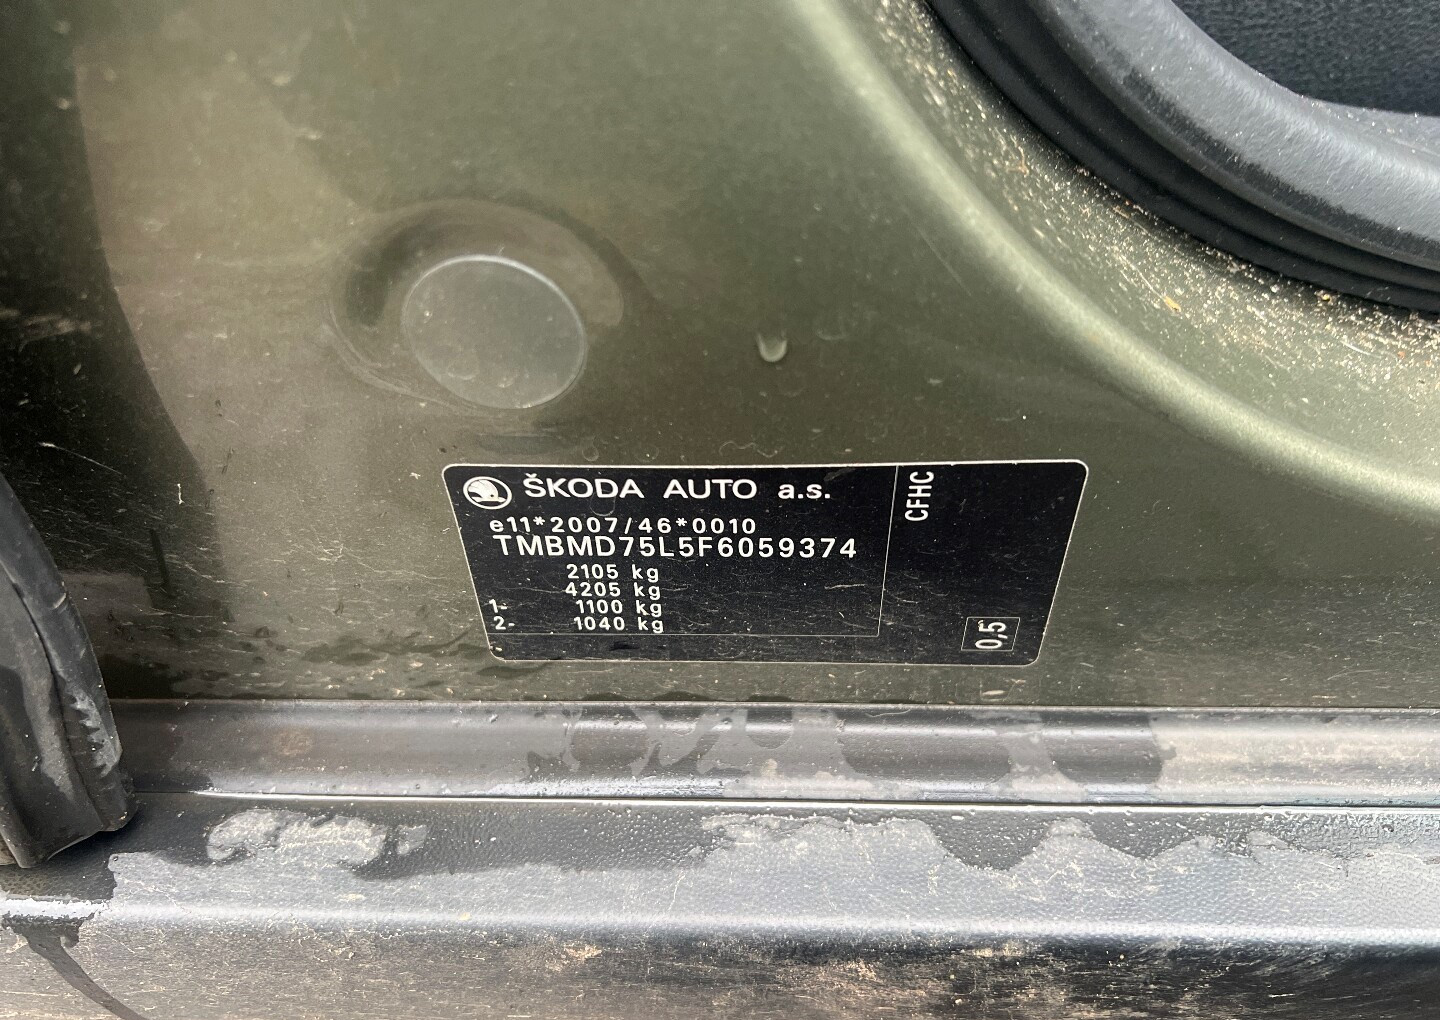 ŠKODA AUTO a.s.
e11*2007/46*0010
TMBMD75L5F6059374
2105 kg
4205 kg
1- 1100 kg
2- 1040 kg
CFHC
0,5